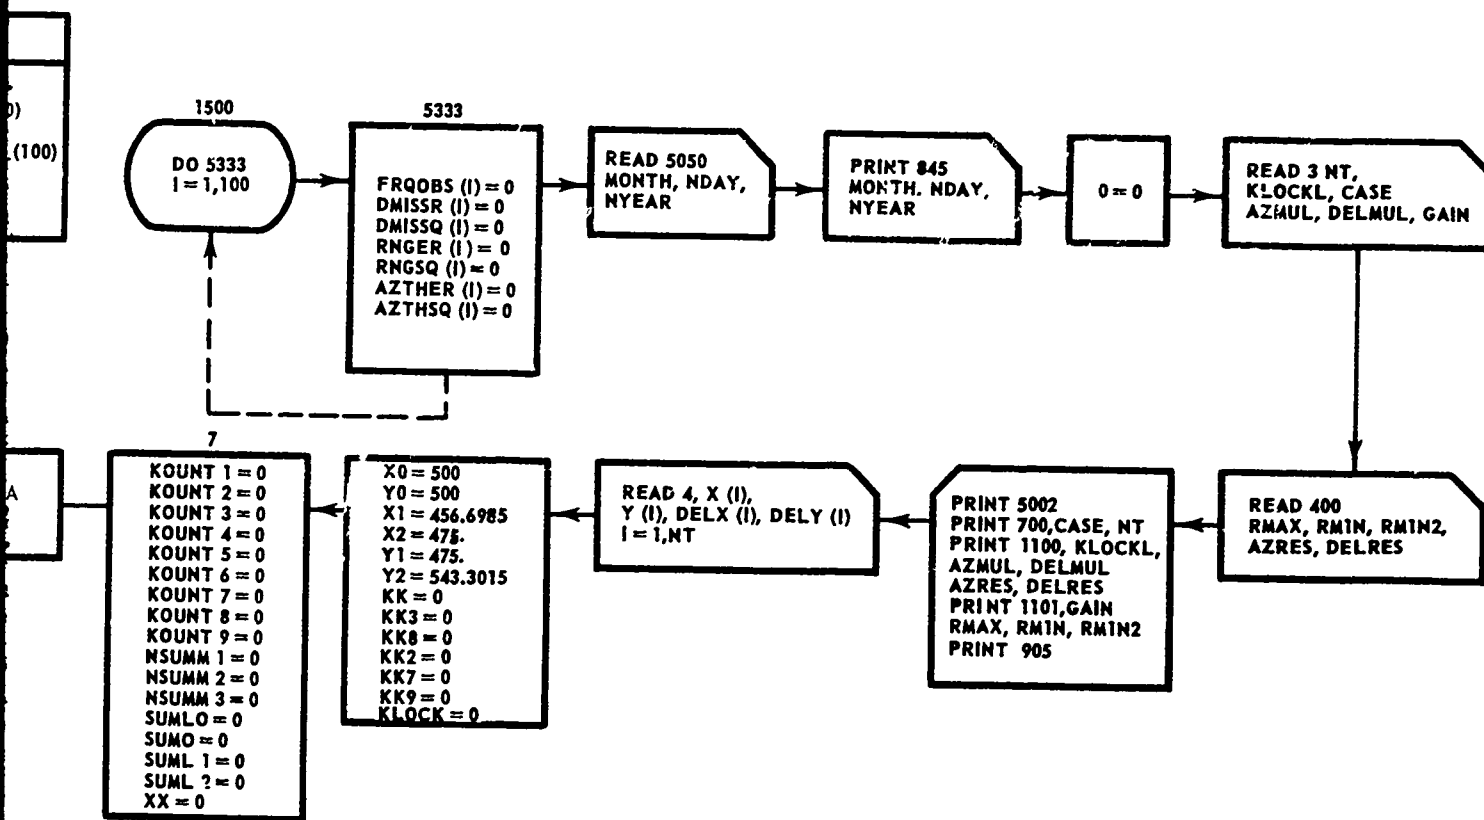 0)
(100)
1500
DO 5333
I = 1,100
5333
FRQOBS (I) = 0
DMISSR (I) = 0
DMISSQ (I) = 0
RNGER (I) = 0
RNGSQ (I) = 0
AZTHER (I) = 0
AZTHSQ (I) = 0
READ 5050
MONTH, NDAY,
NYEAR
PRINT 845
MONTH. NDAY,
NYEAR
0 = 0
READ 3 NT,
KLOCKL, CASE
AZMUL, DELMUL, GAIN
READ 400
RMAX, RMIN, RMIN2,
AZRES, DELRES
PRINT 5002
PRINT 700,CASE, NT
PRINT 1100, KLOCKL,
AZMUL, DELMUL
AZRES, DELRES
PRINT 1101,GAIN
RMAX, RMIN, RMIN2
PRINT 905
READ 4, X (I),
Y (I), DELX (I), DELY (I)
I = 1,NT
X0 = 500
Y0 = 500
X1 = 456.6985
X2 = 475.
Y1 = 475.
Y2 = 543.3015
KK = 0
KK3 = 0
KK8 = 0
KK2 = 0
KK7 = 0
KK9 = 0
KLOCK = 0
7
KOUNT 1 = 0
KOUNT 2 = 0
KOUNT 3 = 0
KOUNT 4 = 0
KOUNT 5 = 0
KOUNT 6 = 0
KOUNT 7 = 0
KOUNT 8 = 0
KOUNT 9 = 0
NSUMM 1 = 0
NSUMM 2 = 0
NSUMM 3 = 0
SUMLO = 0
SUMO = 0
SUML 1 = 0
SUML 2 = 0
XX = 0
A